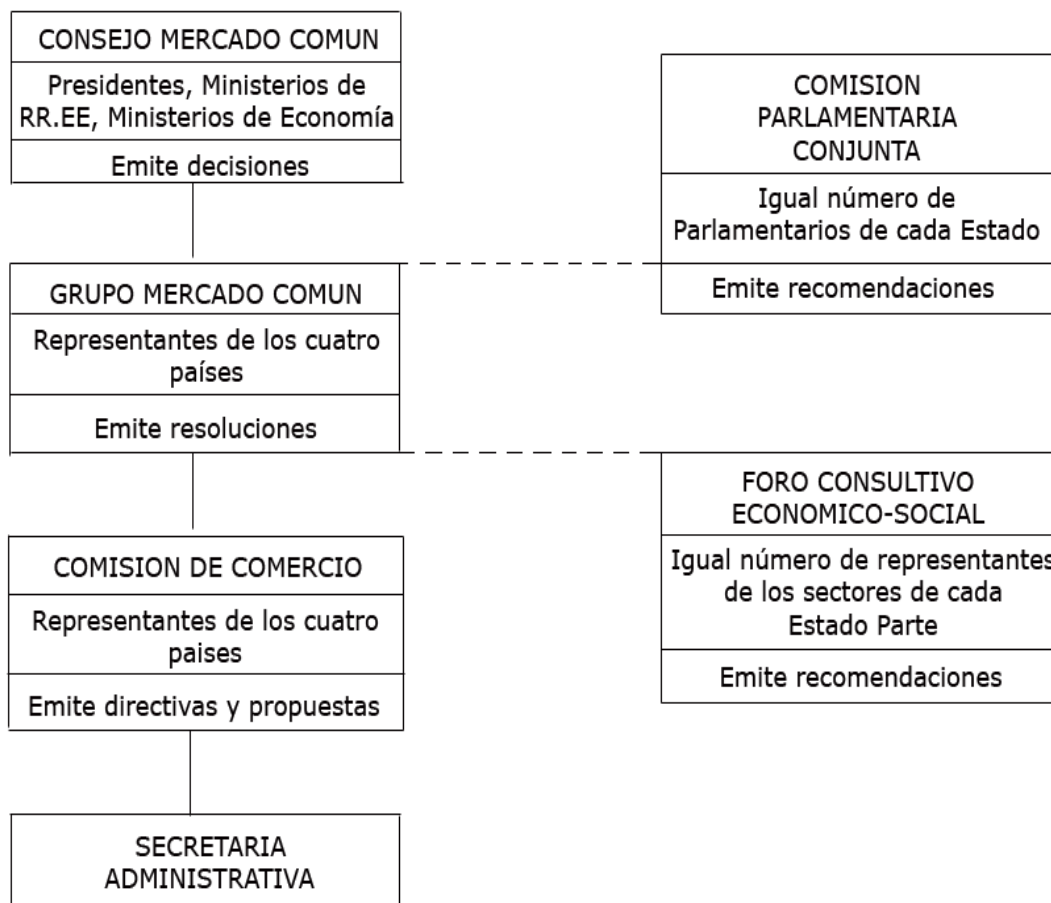 CONSEJO MERCADO COMUN
Presidentes, Ministerios de
RR.EE, Ministerios de Economía
Emite decisiones
GRUPO MERCADO COMUN
Representantes de los cuatro
países
Emite resoluciones
COMISION DE COMERCIO
Representantes de los cuatro
paises
Emite directivas y propuestas
SECRETARIA
ADMINISTRATIVA
COMISION
PARLAMENTARIA
CONJUNTA
Igual número de
Parlamentarios de cada Estado
Emite recomendaciones
FORO CONSULTIVO
ECONOMICO-SOCIAL
Igual número de representantes
de los sectores de cada
Estado Parte
Emite recomendaciones